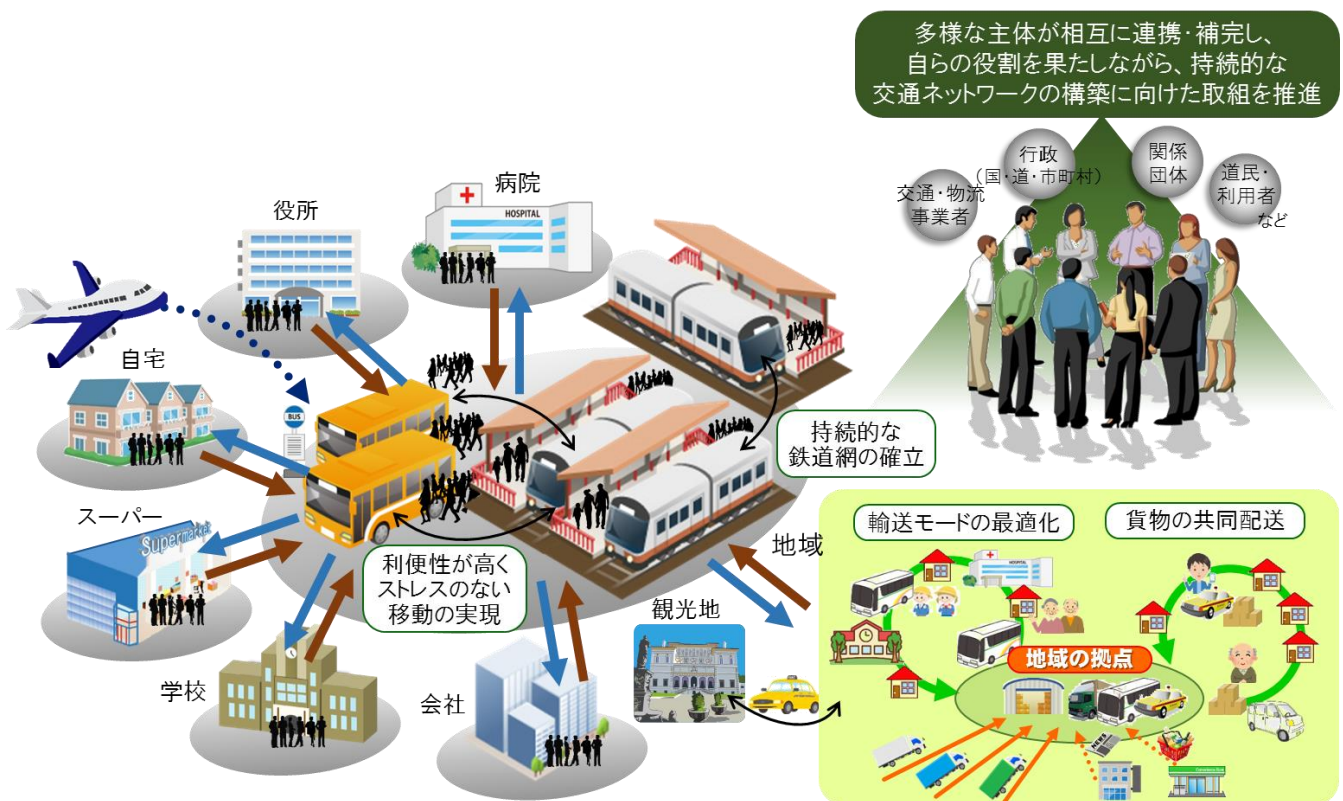 多様な主体が相互に連携・補完し、
自らの役割を果たしながら、持続的な
交通ネットワークの構築に向けた取組を推進
行政
(国・道・市町村)
関係
団体
交通・物流
事業者
道民・
利用者
など
病院
HOSPITAL
役所
自宅
BUS
スーパー
Supermarket
学校
会社
利便性が高く
ストレスのない
移動の実現
持続的な
鉄道網の確立
地域
観光地
輸送モードの最適化
貨物の共同配送
HOSPITAL
地域の拠点
NEWS